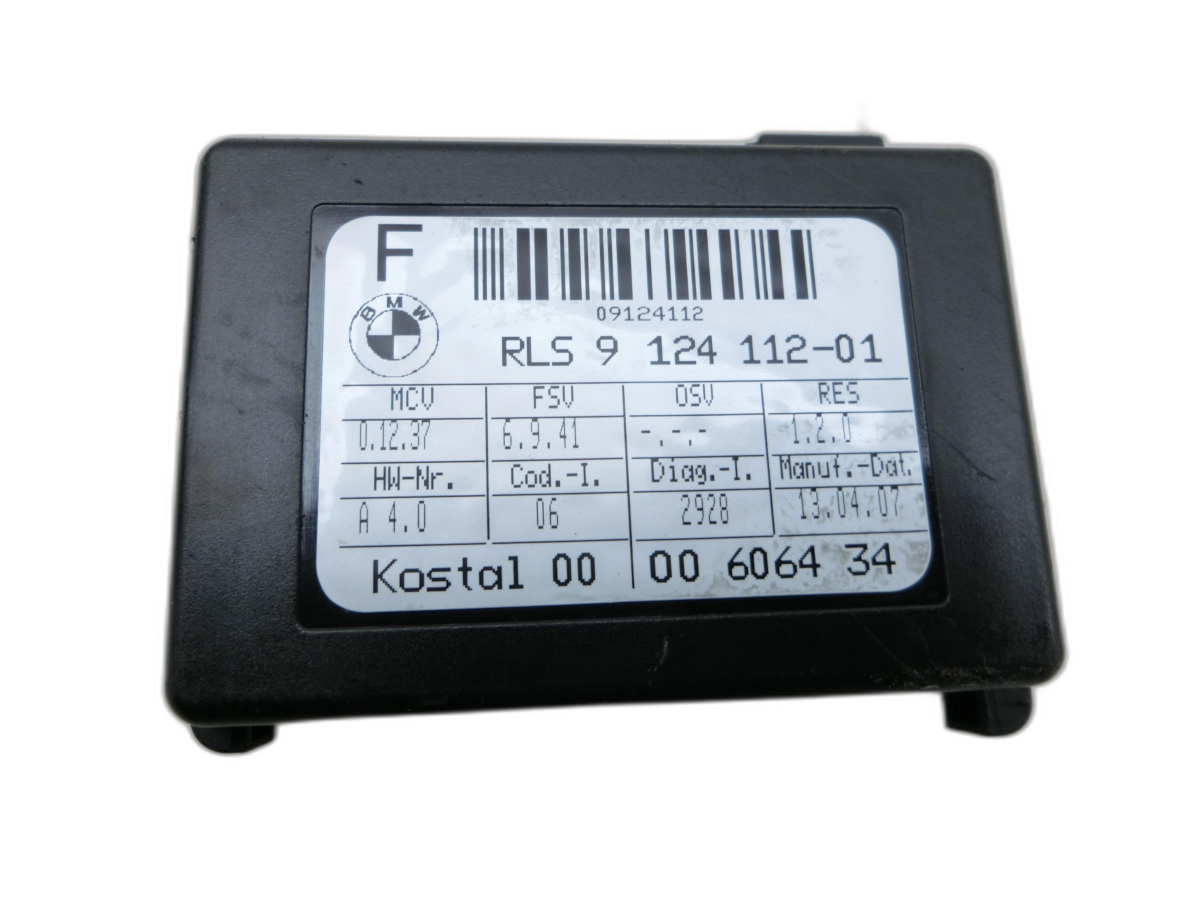 F
BMW
09124112
RLS 9 124 112-01
MCV FSV OSV RES
0.12.37 6.9.41 -.-.- 1.2.0
HW-Nr. Cod.-I. Diag.-I. Manuf.-Dat.
A 4.0 06 2928 13.04.07
Kostal 00 00 6064 34